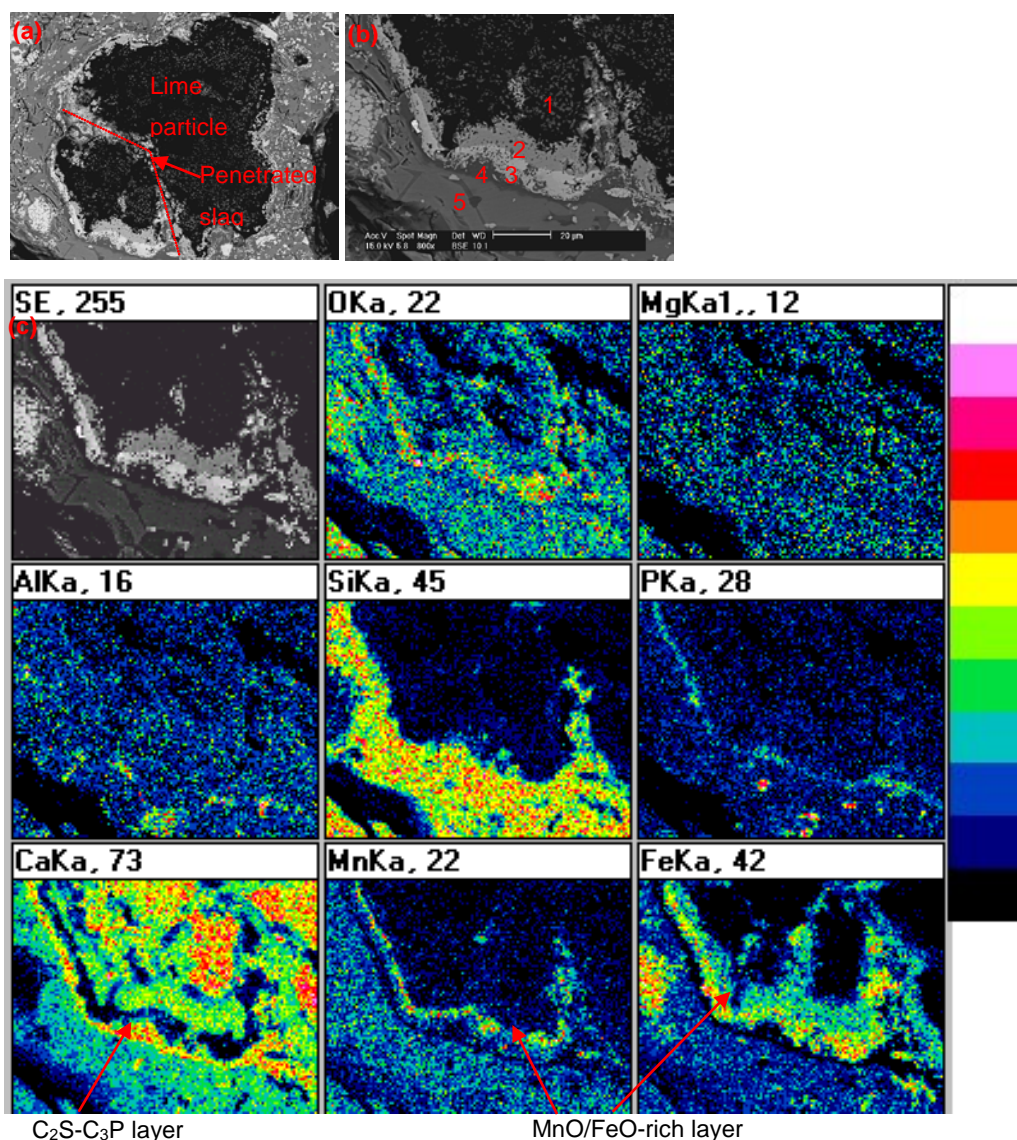 (a)
Lime
particle
Penetrated
slag
(b)
1
2
4 3
5
Acc.V Spot Magn Det WD 20 µm
15.0 kV 5.8 800x BSE 10.1
(c)
SE, 255
OKa, 22
MgKa1,, 12
AlKa, 16
SiKa, 45
PKa, 28
CaKa, 73
MnKa, 22
FeKa, 42
C₂S-C₃P layer
MnO/FeO-rich layer